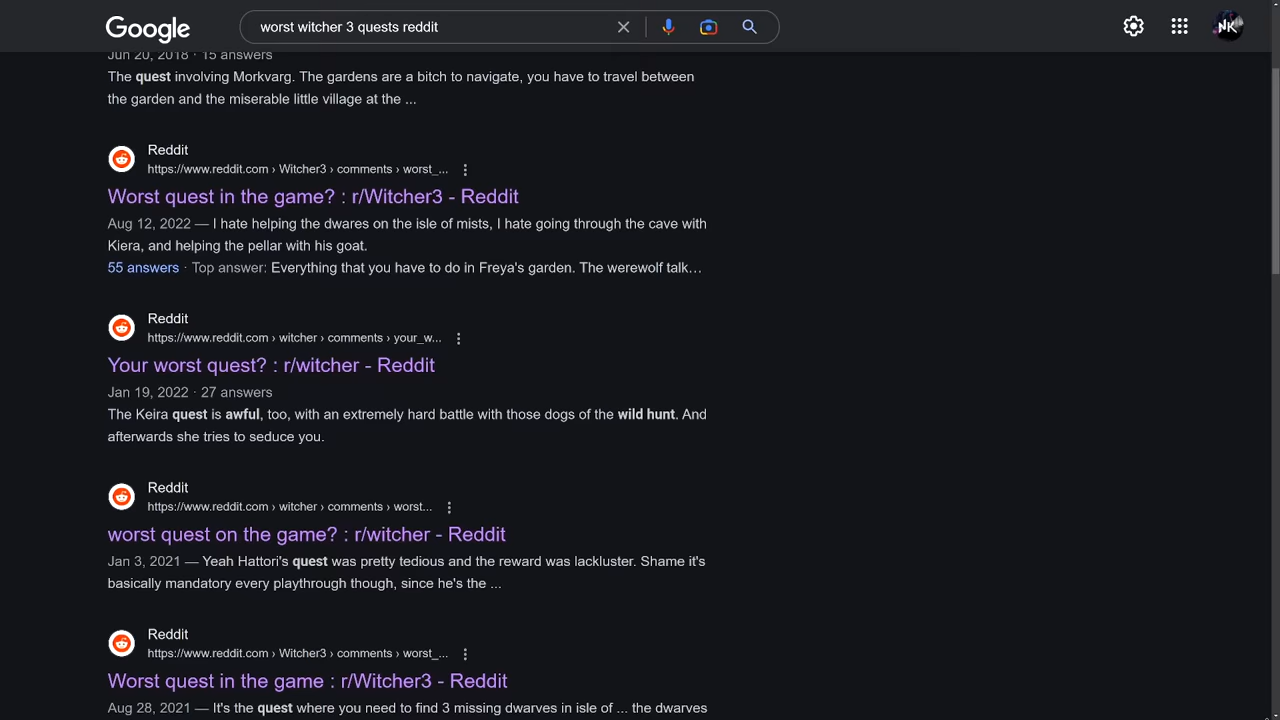 Google
worst witcher 3 quests reddit
NK
Jun 20, 2018 · 15 answers
The quest involving Morkvarg. The gardens are a bitch to navigate, you have to travel between
the garden and the miserable little village at the ...
Reddit
https://www.reddit.com › Witcher3 › comments › worst_...
Worst quest in the game? : r/Witcher3 - Reddit
Aug 12, 2022 — I hate helping the dwares on the isle of mists, I hate going through the cave with
Kiera, and helping the pellar with his goat.
55 answers · Top answer: Everything that you have to do in Freya's garden. The werewolf talk…
Reddit
https://www.reddit.com › witcher › comments › your_w...
Your worst quest? : r/witcher - Reddit
Jan 19, 2022 · 27 answers
The Keira quest is awful, too, with an extremely hard battle with those dogs of the wild hunt. And
afterwards she tries to seduce you.
Reddit
https://www.reddit.com › witcher › comments › worst...
worst quest on the game? : r/witcher - Reddit
Jan 3, 2021 — Yeah Hattori's quest was pretty tedious and the reward was lackluster. Shame it's
basically mandatory every playthrough though, since he's the ...
Reddit
https://www.reddit.com › Witcher3 › comments › worst_...
Worst quest in the game : r/Witcher3 - Reddit
Aug 28, 2021 — It's the quest where you need to find 3 missing dwarves in isle of ... the dwarves